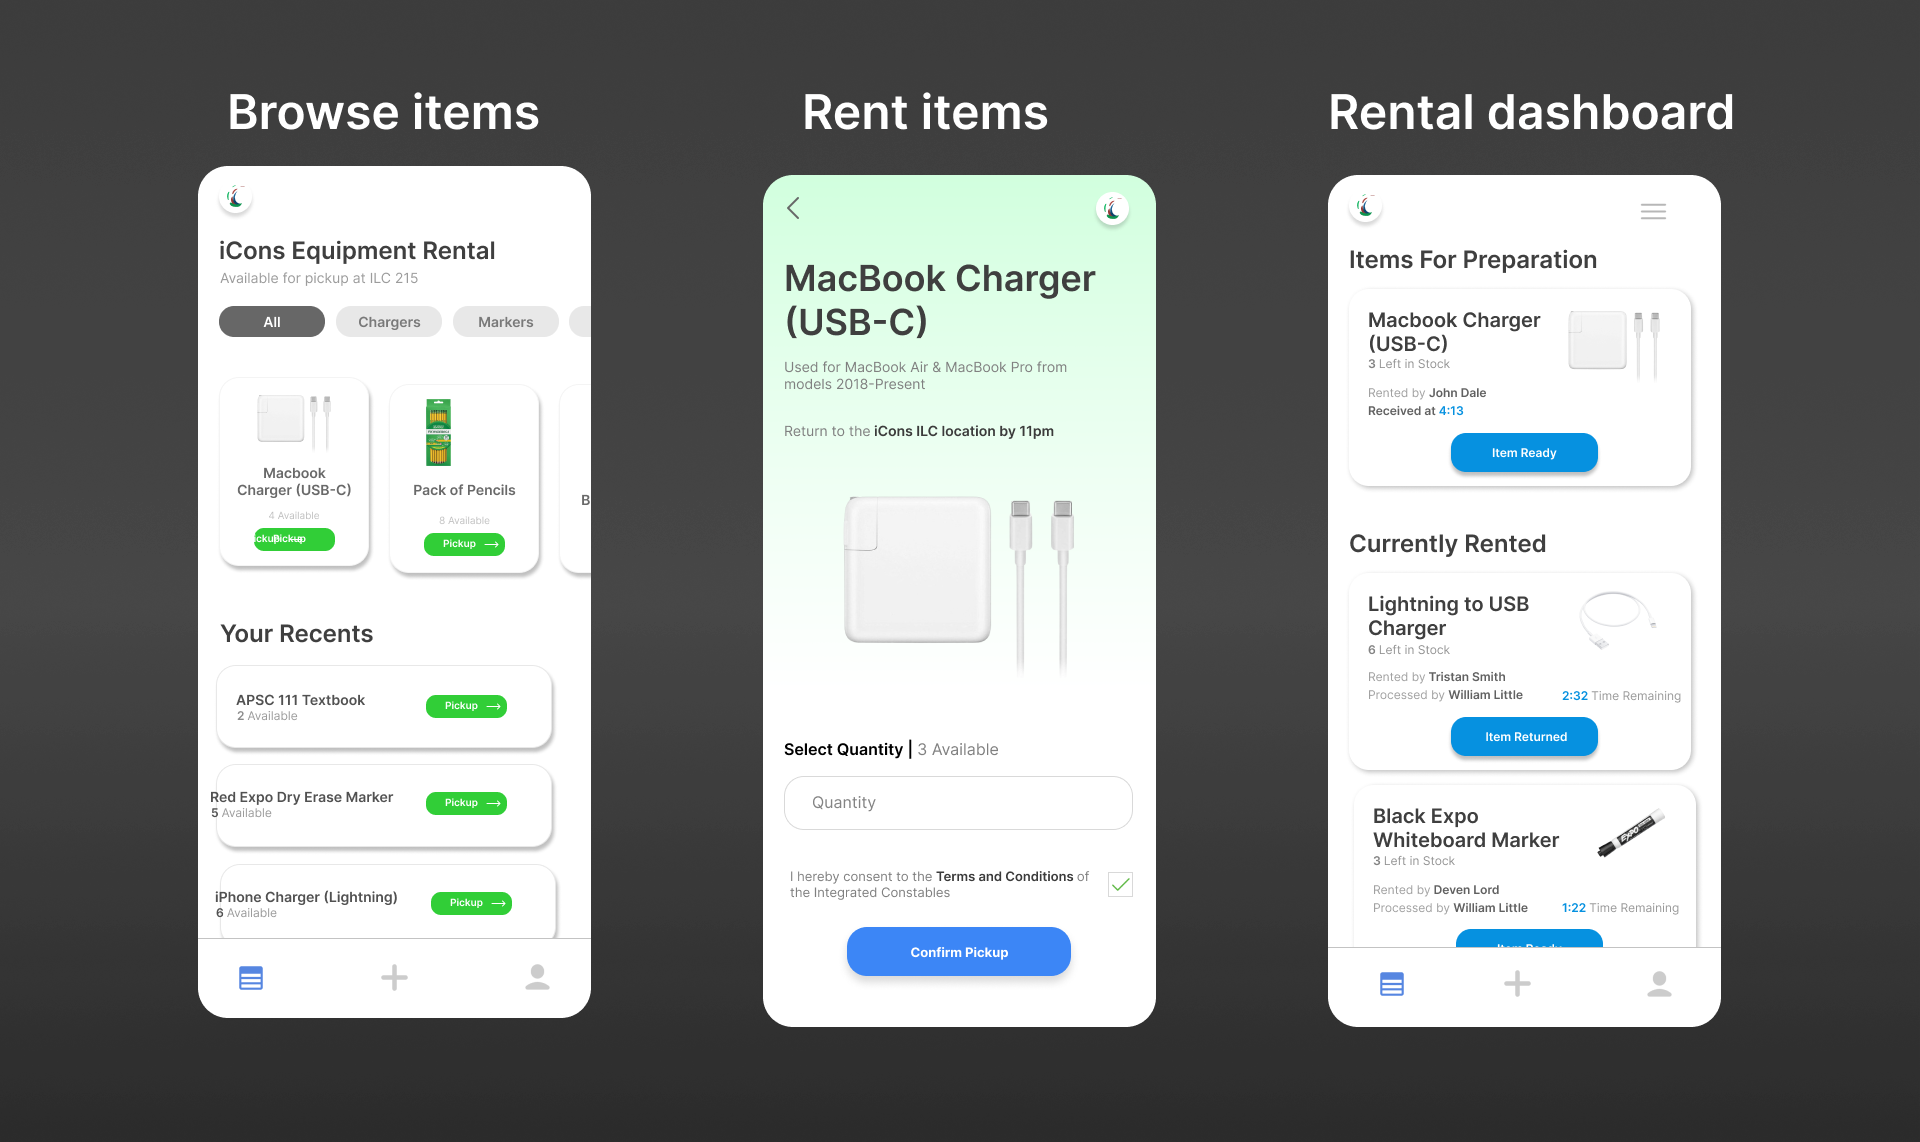 Browse items
iCons Equipment Rental
Available for pickup at ILC 215
All
Chargers
Markers
Macbook
Charger (USB-C)
4 Available
Pickup
Pack of Pencils
8 Available
Pickup
B
Your Recents
APSC 111 Textbook
2 Available
Pickup
Red Expo Dry Erase Marker
5 Available
Pickup
iPhone Charger (Lightning)
6 Available
Pickup
Rent items
MacBook Charger
(USB-C)
Used for MacBook Air & MacBook Pro from
models 2018-Present
Return to the iCons ILC location by 11pm
Select Quantity | 3 Available
Quantity
I hereby consent to the Terms and Conditions of
the Integrated Constables
Confirm Pickup
Rental dashboard
Items For Preparation
Macbook Charger
(USB-C)
3 Left in Stock
Rented by John Dale
Received at 4:13
Item Ready
Currently Rented
Lightning to USB
Charger
6 Left in Stock
Rented by Tristan Smith
Processed by William Little
2:32 Time Remaining
Item Returned
Black Expo
Whiteboard Marker
EXPO
3 Left in Stock
Rented by Deven Lord
Processed by William Little
1:22 Time Remaining
Item Ready